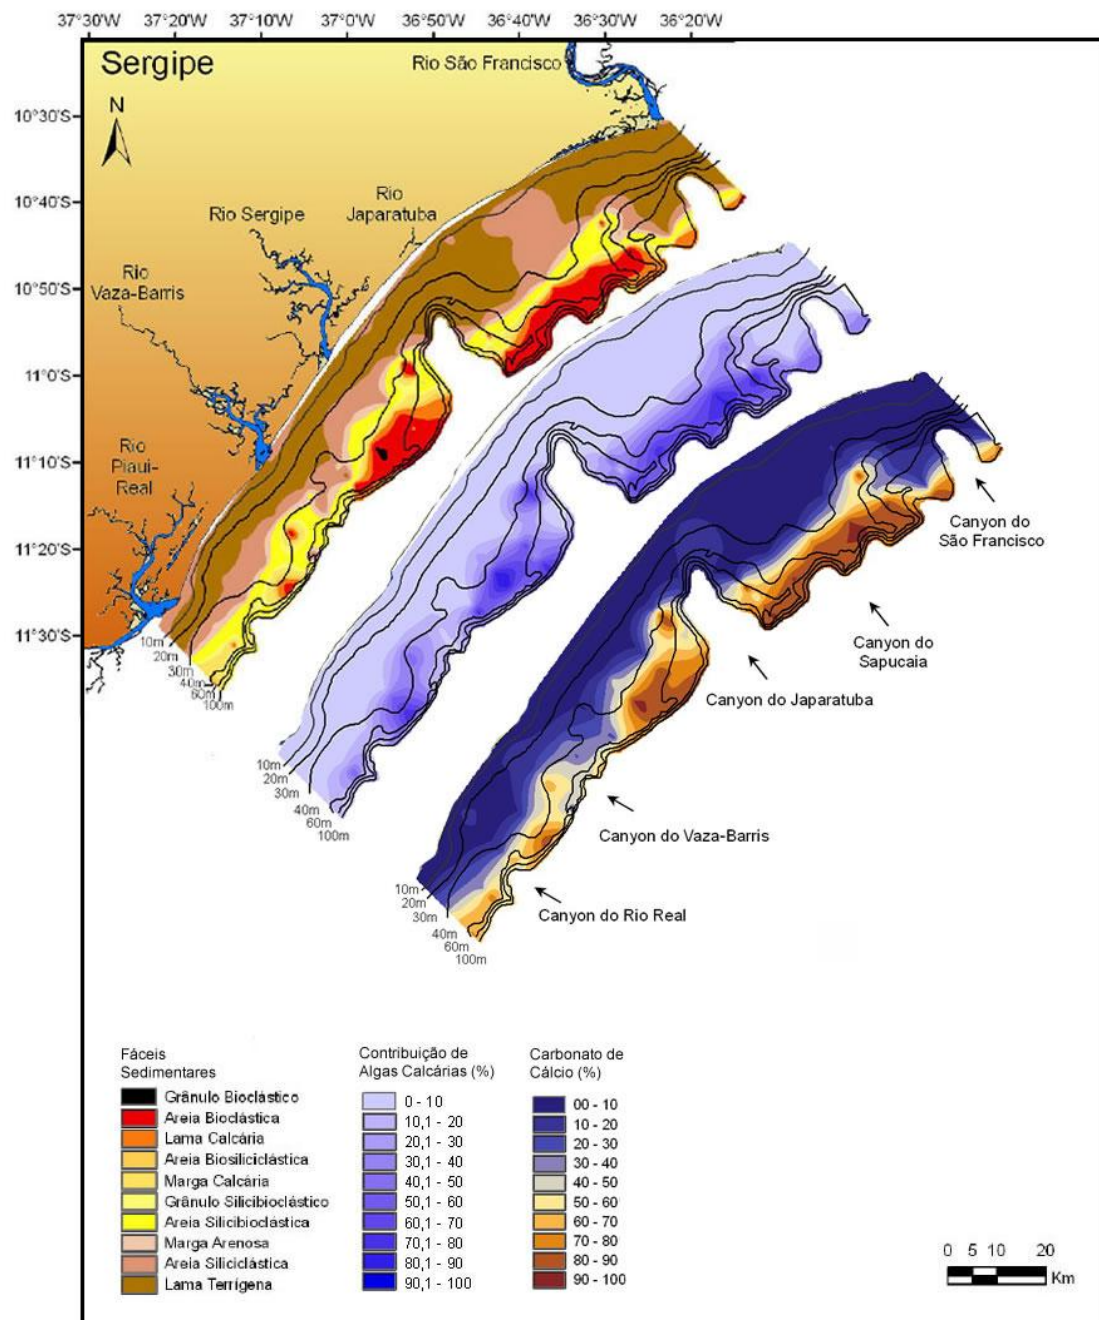 37°30'S 37°20'S 37°10'S 37°0'S 36°50'S 36°40'S 36°30'S 36°20'S
Sergipe
Rio São Francisco
N
10°30'S
10°40'S
10°50'S
11°0'S
11°10'S
11°20'S
11°30'S
Rio
Japaratuba
Rio Sergipe
Rio
Vaza-Barris
Rio
Piaui-
Real
10m
20m
30m
40m
60m
100m
10m
20m
30m
40m
60m
100m
10m
20m
30m
40m
60m
100m
Canyon do
São Francisco
Canyon do
Sapucaia
Canyon do Japaratuba
Canyon do Vaza-Barris
Canyon do Rio Real
Fáceis
Sedimentares
Grânulo Bioclástico
Areia Bioclástica
Lama Calcária
Areia Biosiliciclástica
Marga Calcária
Grânulo Silicibioclástico
Areia Silicibioclástica
Marga Arenosa
Areia Siliciclástica
Lama Terrígena
Contribuição de
Algas Calcárias (%)
0 - 10
10,1 - 20
20,1 - 30
30,1 - 40
40,1 - 50
50,1 - 60
60,1 - 70
70,1 - 80
80,1 - 90
90,1 - 100
Carbonato de
Cálcio (%)
00 - 10
10 - 20
20 - 30
30 - 40
40 - 50
50 - 60
60 - 70
70 - 80
80 - 90
90 - 100
0 5 10 20
Km